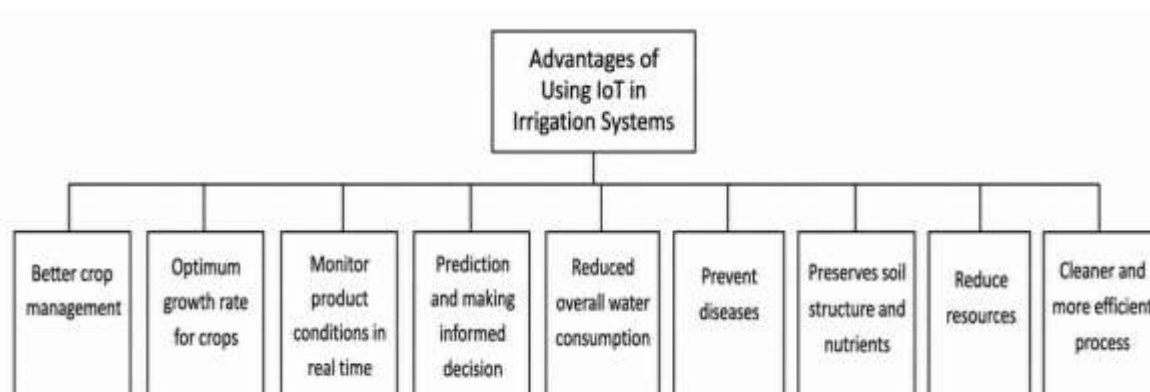 Advantages of
Using IoT in
Irrigation Systems
Better crop
management
Optimum
growth rate
for crops
Monitor
product
conditions in
real time
Prediction
and making
informed
decision
Reduced
overall water
consumption
Prevent
diseases
Preserves soil
structure and
nutrients
Reduce
resources
Cleaner and
more efficient
process